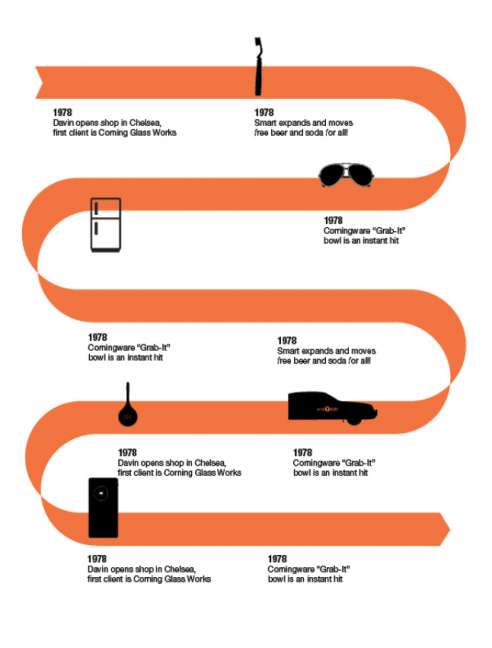 1978
Davin opens shop in Chelsea,
first client is Corning Glass Works
1978
Smart expands and moves
free beer and soda for all!
1978
Corningware "Grab-It"
bowl is an instant hit
1978
Corningware "Grab-It"
bowl is an instant hit
1978
Smart expands and moves
free beer and soda for all!
1978
Davin opens shop in Chelsea,
first client is Corning Glass Works
1978
Corningware "Grab-It"
bowl is an instant hit
1978
Davin opens shop in Chelsea,
first client is Corning Glass Works
1978
Corningware "Grab-It"
bowl is an instant hit